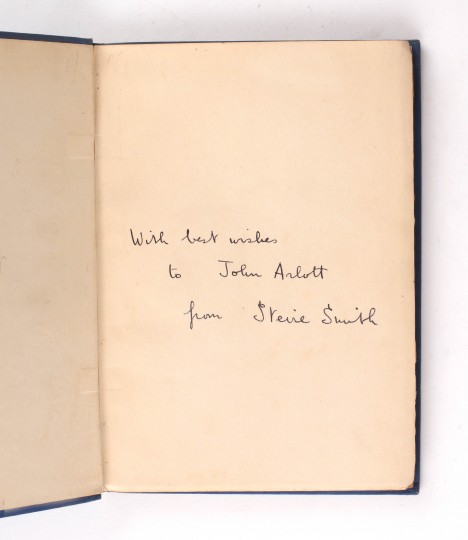 With best wishes
to John Arlott
from Stevie Smith